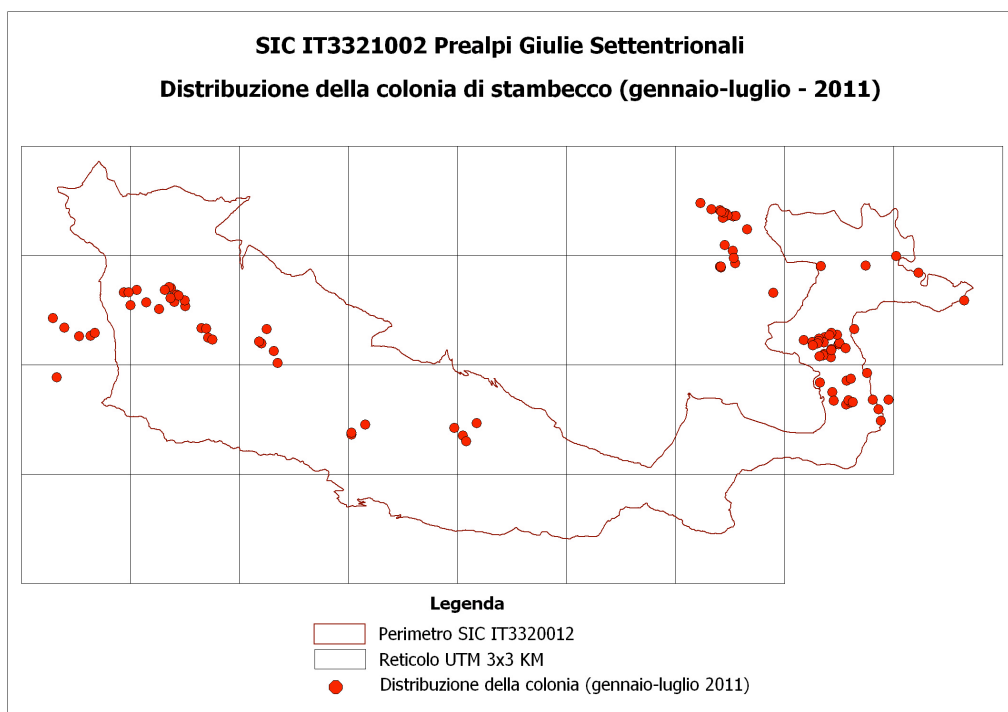 SIC IT3321002 Prealpi Giulie Settentrionali
Distribuzione della colonia di stambecco (gennaio-luglio - 2011)
Legenda
Perimetro SIC IT3320012
Reticolo UTM 3x3 KM
Distribuzione della colonia (gennaio-luglio 2011)